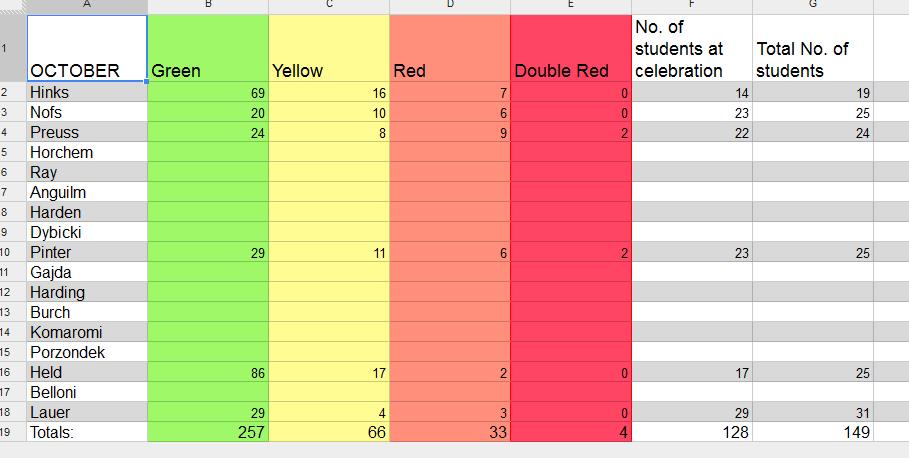 A B C D E F G
1 OCTOBER Green Yellow Red Double Red No. of students at celebration Total No. of students
2 Hinks 69 16 7 0 14 19
3 Nofs 20 10 6 0 23 25
4 Preuss 24 8 9 2 22 24
5 Horchem
6 Ray
7 Anguilm
8 Harden
9 Dybicki
10 Pinter 29 11 6 2 23 25
11 Gajda
12 Harding
13 Burch
14 Komaromi
15 Porzondek
16 Held 86 17 2 0 17 25
17 Belloni
18 Lauer 29 4 3 0 29 31
19 Totals: 257 66 33 4 128 149